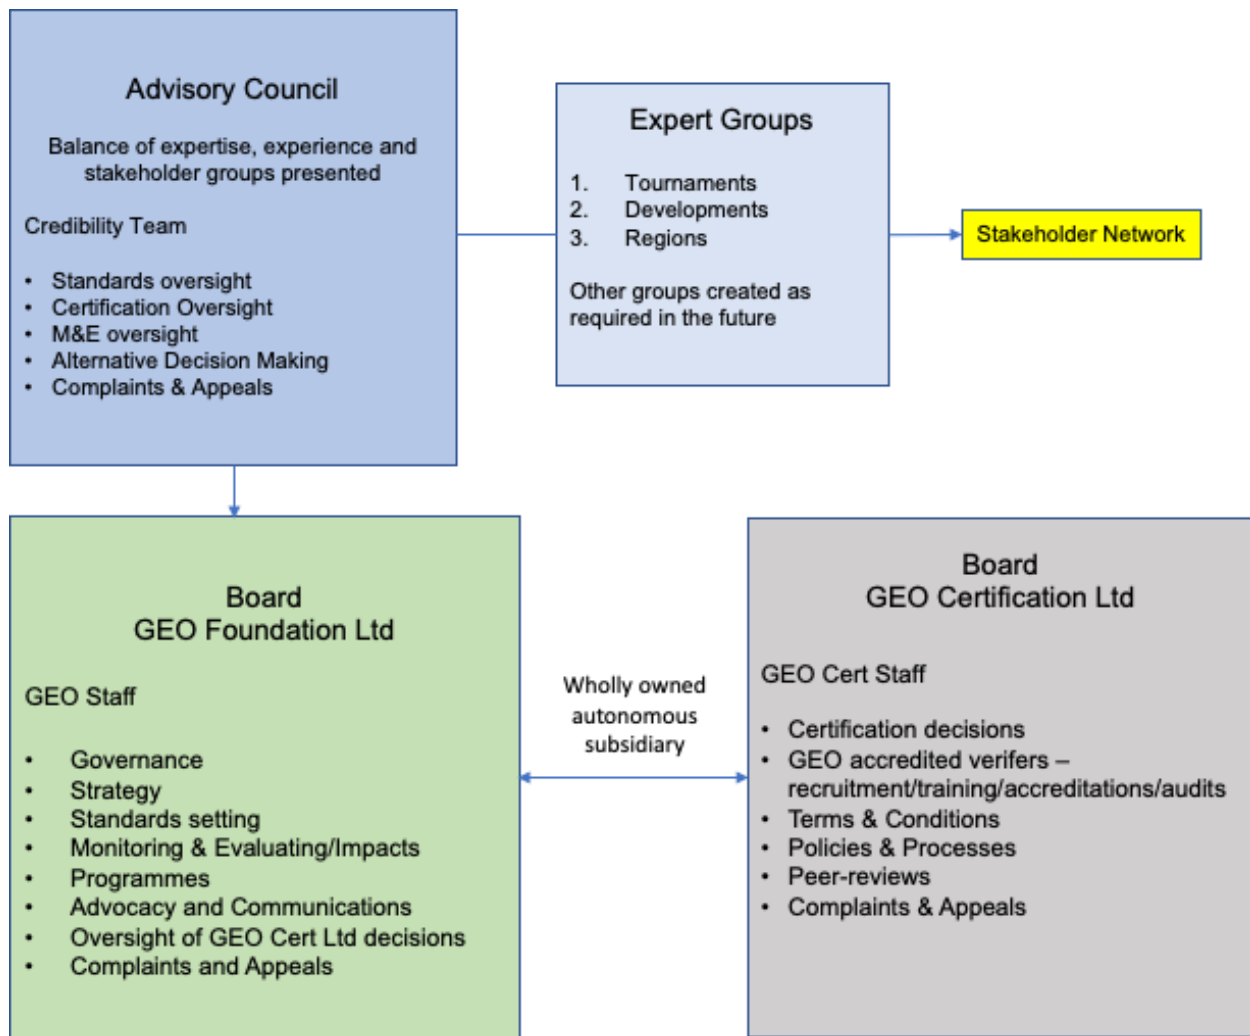 Advisory Council
Balance of expertise, experience and
stakeholder groups presented
Credibility Team
• Standards oversight
• Certification Oversight
• M&E oversight
• Alternative Decision Making
• Complaints & Appeals
Expert Groups
1. Tournaments
2. Developments
3. Regions
Other groups created as
required in the future
Stakeholder Network
Board
GEO Foundation Ltd
GEO Staff
• Governance
• Strategy
• Standards setting
• Monitoring & Evaluating/Impacts
• Programmes
• Advocacy and Communications
• Oversight of GEO Cert Ltd decisions
• Complaints and Appeals
Wholly owned
autonomous
subsidiary
Board
GEO Certification Ltd
GEO Cert Staff
• Certification decisions
• GEO accredited verifers –
recruitment/training/accreditations/audits
• Terms & Conditions
• Policies & Processes
• Peer-reviews
• Complaints & Appeals